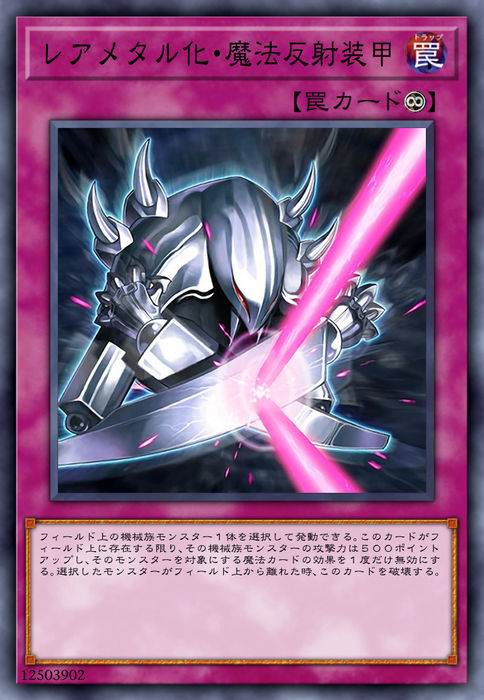 レアメタル化・魔法反射装甲
トラップ
罠
【罠カード】
フィールド上の機械族モンスター１体を選択して発動できる。このカードがフ
ィールド上に存在する限り、その機械族モンスターの攻撃力は５００ポイント
アップし、そのモンスターを対象にする魔法カードの効果を１度だけ無効にす
る。選択したモンスターがフィールド上から離れた時、このカードを破壊する。
12503902